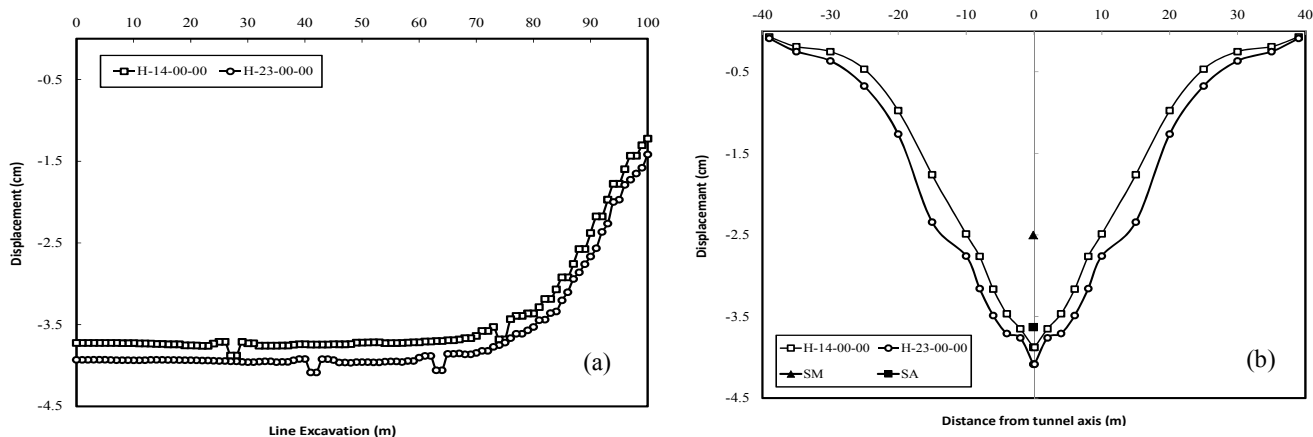 0 10 20 30 40 50 60 70 80 90 100
-0.5
-1.5
-2.5
-3.5
-4.5
Displacement (cm)
H-14-00-00 H-23-00-00
(a)
Line Excavation (m)
-40 -30 -20 -10 0 10 20 30 40
-0.5
-1.5
-2.5
-3.5
-4.5
Displacemant (cm)
H-14-00-00 H-23-00-00
SM SA
(b)
Distance from tunnel axis (m)